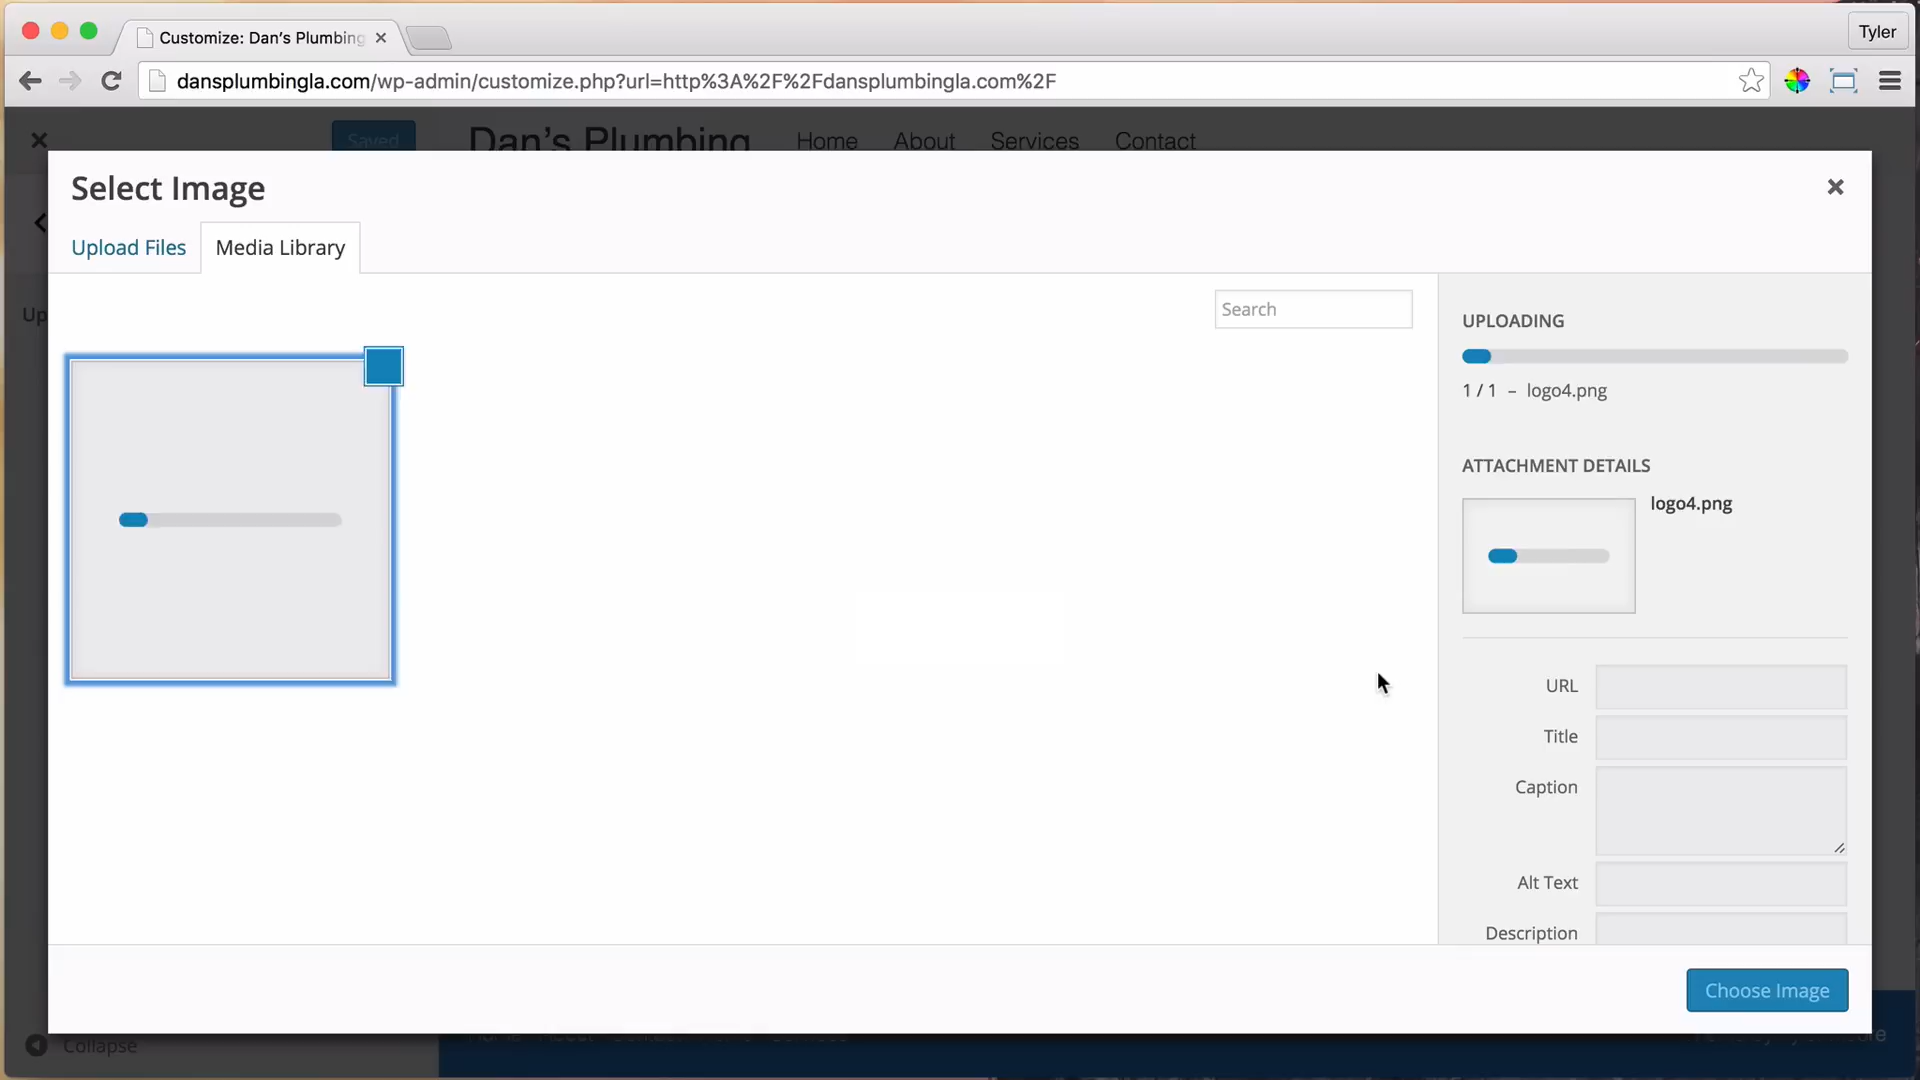 Customize: Dan's Plumbing
Tyler
dansplumbingla.com/wp-admin/customize.php?url=http%3A%2F%2Fdansplumbingla.com%2F
Saved
Dan's Plumbing
Home About Services Contact
Select Image
Upload Files
Media Library
Up
Search
UPLOADING
1 / 1 – logo4.png
ATTACHMENT DETAILS
logo4.png
URL
Title
Caption
Alt Text
Description
Choose Image
Collapse